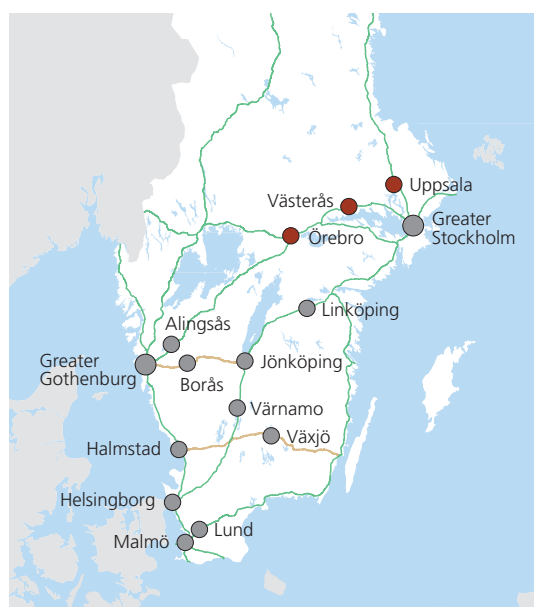 Uppsala
Västerås
Greater
Stockholm
Örebro
Linköping
Alingsås
Greater
Gothenburg
Jönköping
Borås
Värnamo
Växjö
Halmstad
Helsingborg
Lund
Malmö